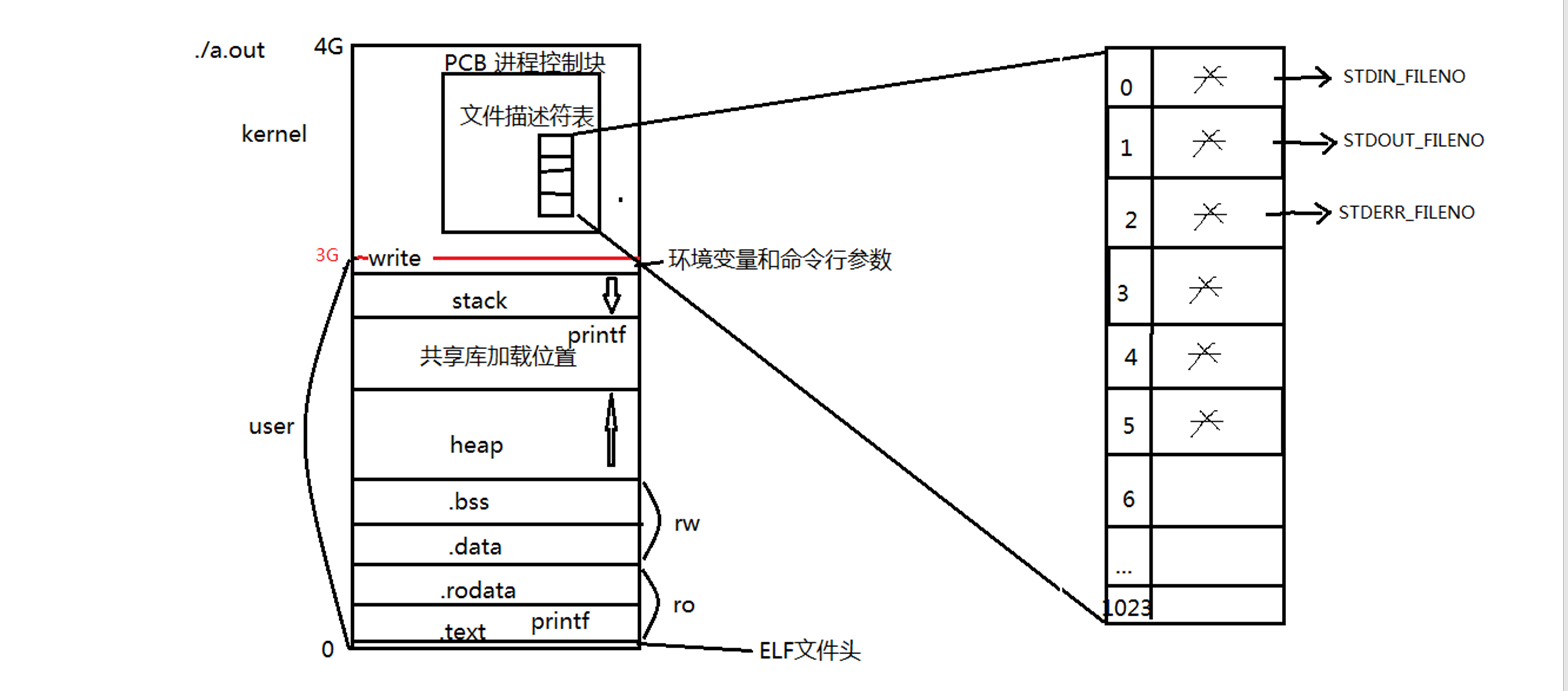 ./a.out
4G
PCB 进程控制块
文件描述符表
kernel
3G
write
环境变量和命令行参数
stack
printf
共享库加载位置
user
heap
.bss
rw
.data
.rodata
ro
printf
.text
0
ELF文件头
0
STDIN_FILENO
1
STDOUT_FILENO
2
STDERR_FILENO
3
4
5
6
...
1023